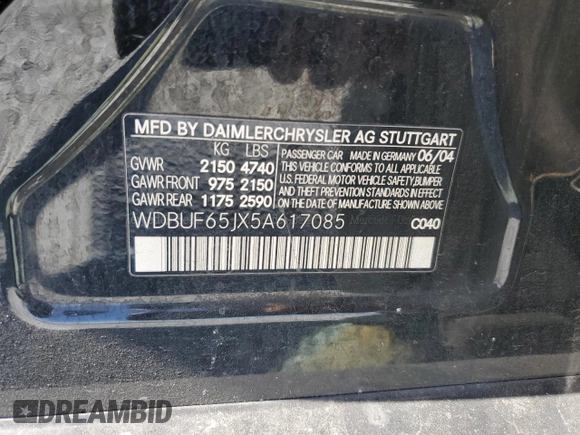 MFD BY DAIMLERCHRYSLER AG STUTTGART
KG LBS
GVWR 2150 4740
GAWR FRONT 975 2150
GAWR REAR 1175 2590
PASSENGER CAR MADE IN GERMANY 06/04
THIS VEHICLE CONFORMS TO ALL APPLICABLE
U.S. FEDERAL MOTOR VEHICLE SAFETY,BUMPER,
AND THEFT PREVENTION STANDARDS IN EFFECT
ON THE DATE OF MANUFACTURE SHOWN ABOVE
WDBUF65JX5A617085
C040
DREAMBID